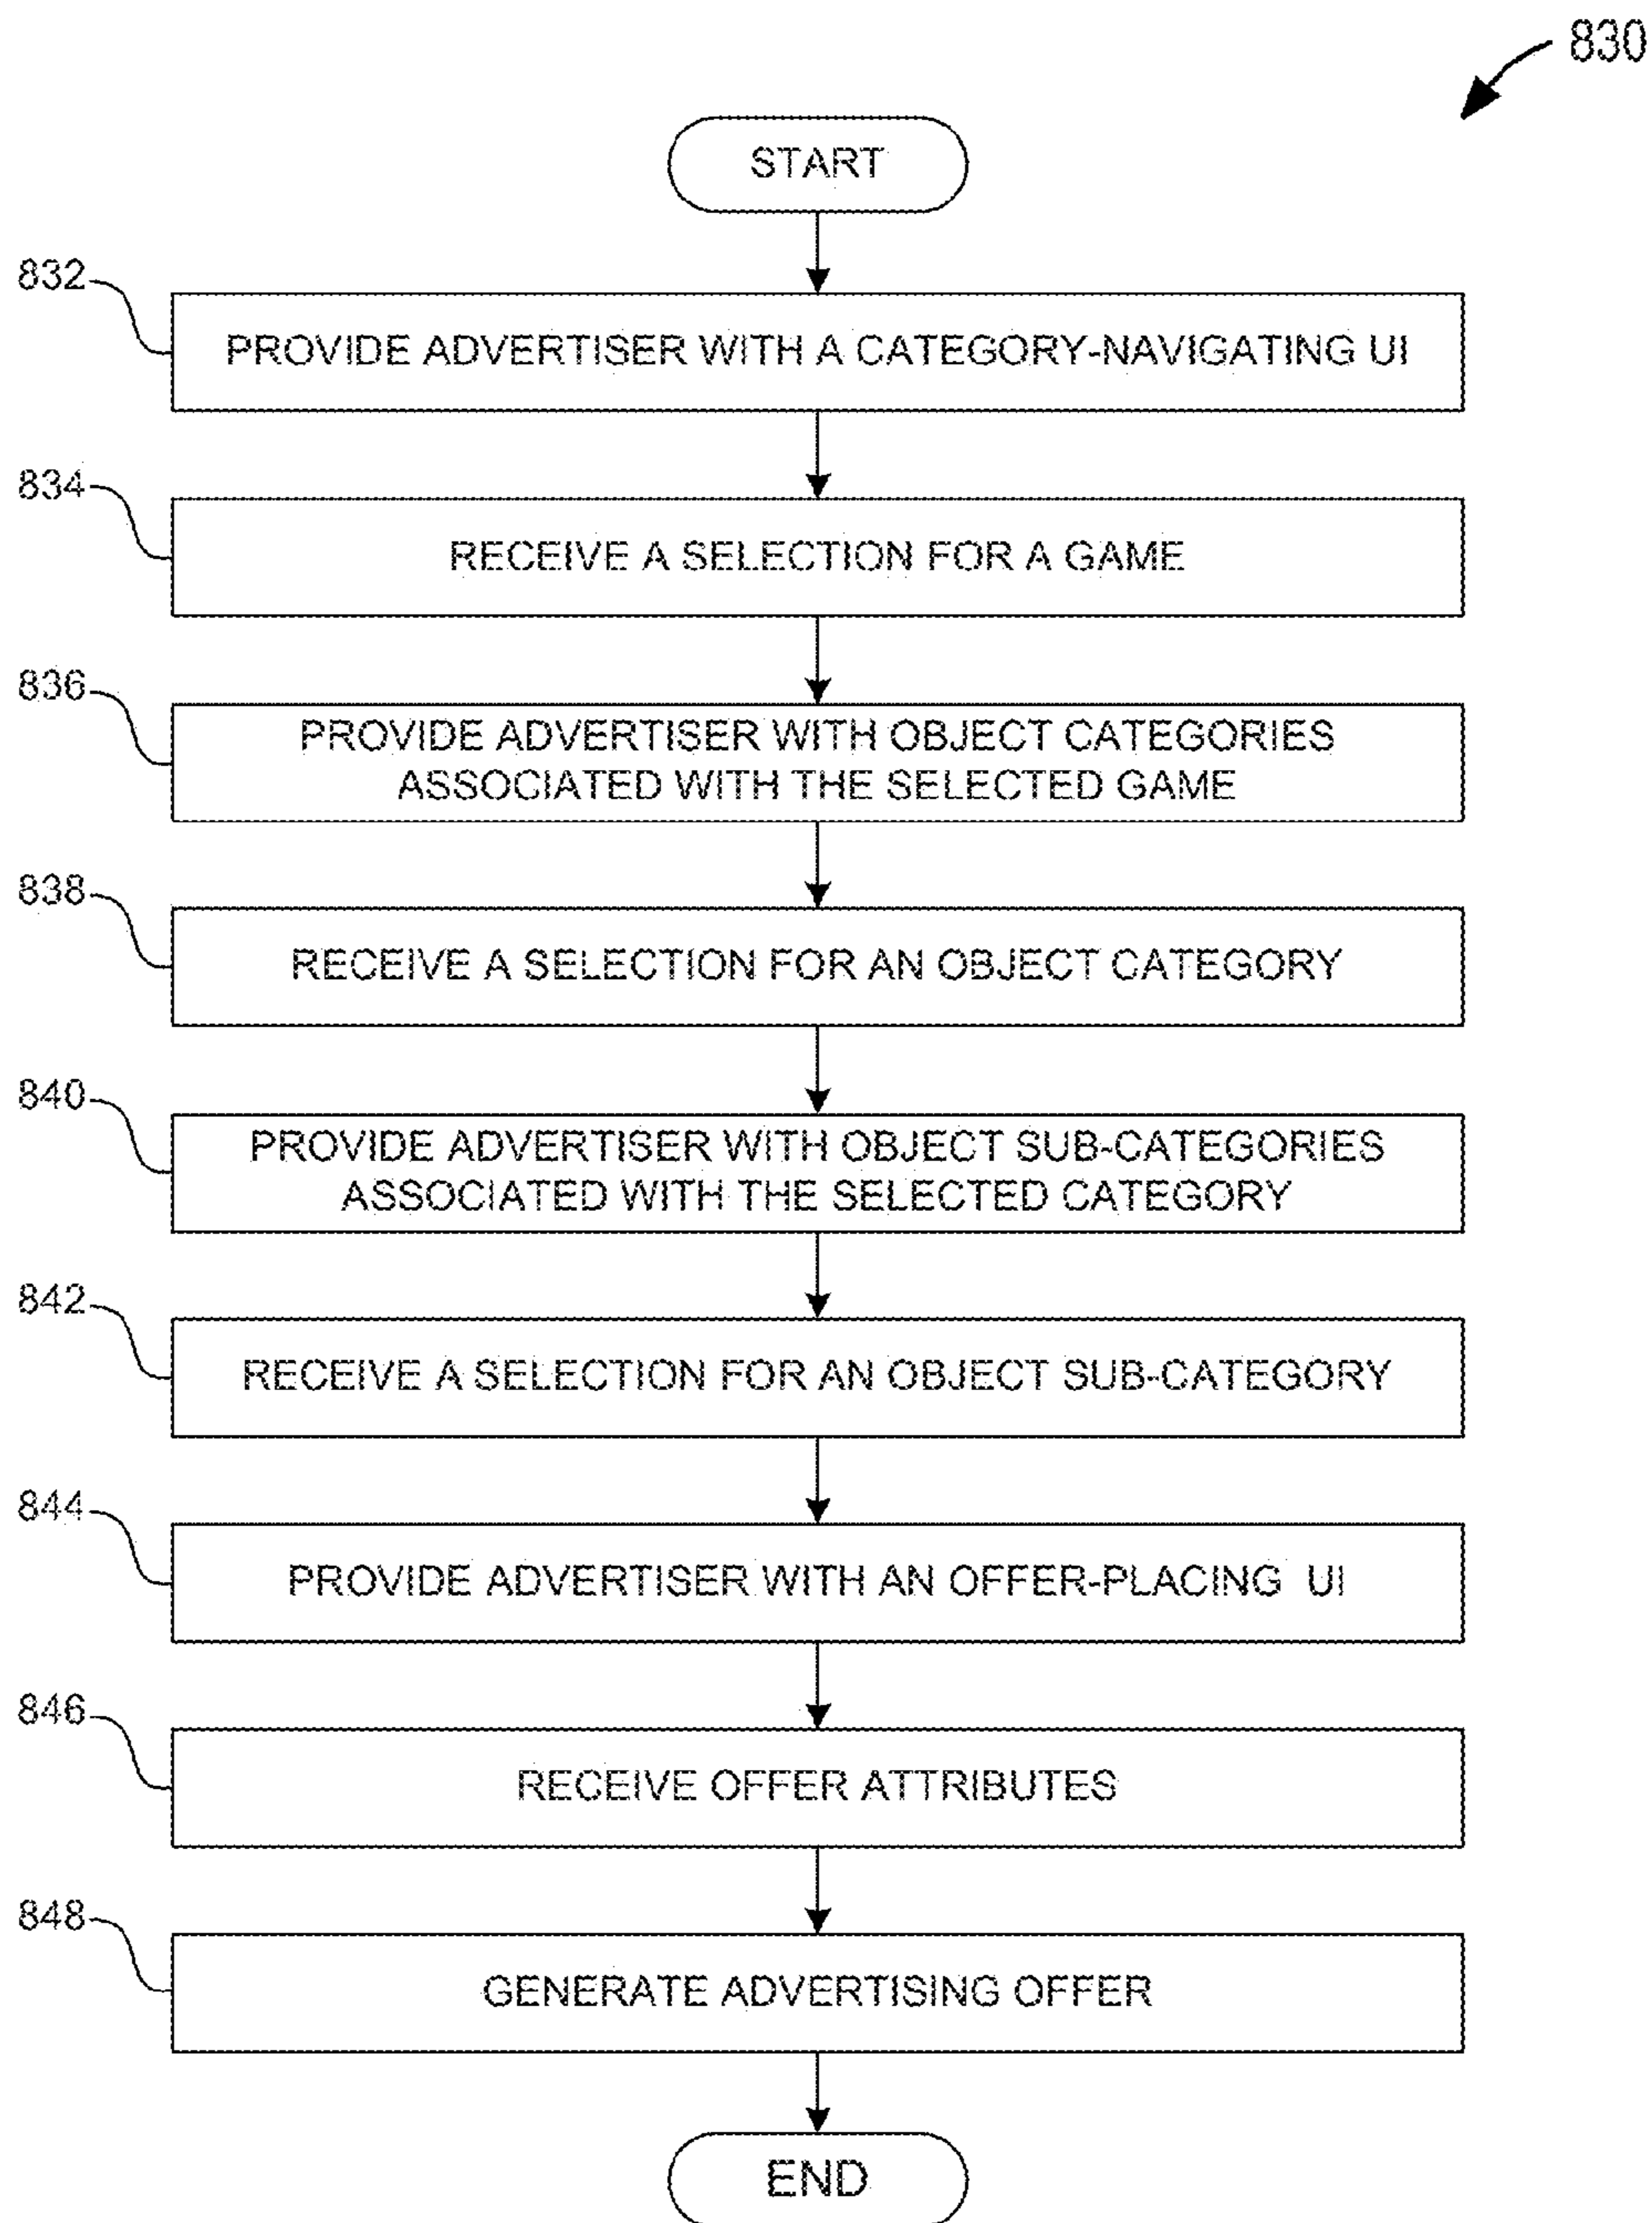 830
START
832
PROVIDE ADVERTISER WITH A CATEGORY-NAVIGATING UI
834
RECEIVE A SELECTION FOR A GAME
836
PROVIDE ADVERTISER WITH OBJECT CATEGORIES
ASSOCIATED WITH THE SELECTED GAME
838
RECEIVE A SELECTION FOR AN OBJECT CATEGORY
840
PROVIDE ADVERTISER WITH OBJECT SUB-CATEGORIES
ASSOCIATED WITH THE SELECTED CATEGORY
842
RECEIVE A SELECTION FOR AN OBJECT SUB-CATEGORY
844
PROVIDE ADVERTISER WITH AN OFFER-PLACING UI
846
RECEIVE OFFER ATTRIBUTES
848
GENERATE ADVERTISING OFFER
END